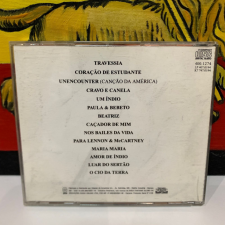 TRAVESSIA
CORAÇÃO DE ESTUDANTE
UNENCOUNTER (CANÇÃO DA AMÉRICA)
CRAVO E CANELA
UM ÍNDIO
PAULA & BEBETO
BEATRIZ
CAÇADOR DE MIM
NOS BAILES DA VIDA
PARA LENNON & McCARTNEY
MARIA MARIA
AMOR DE ÍNDIO
LUAR DO SERTÃO
O CIO DA TERRA